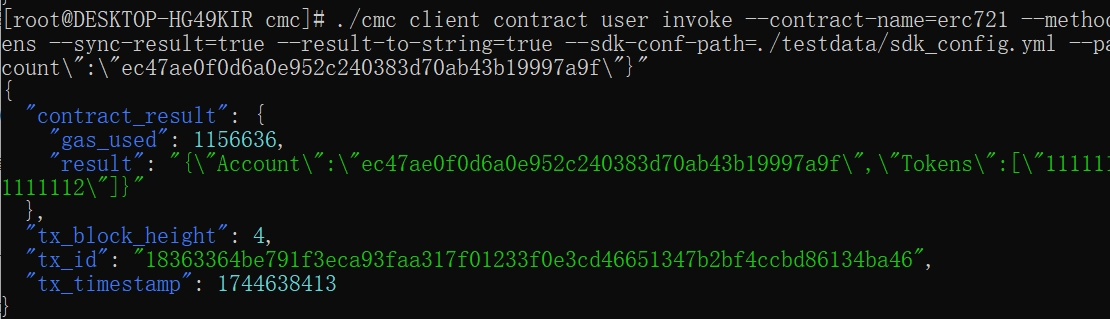 [root@DESKTOP-HG49KIR cmc]# ./cmc client contract user invoke --contract-name=erc721 --method
ens --sync-result=true --result-to-string=true --sdk-conf-path=./testdata/sdk_config.yml --pa
count\":\"ec47ae0f0d6a0e952c240383d70ab43b19997a9f\"}"
{
  "contract_result": {
    "gas_used": 1156636,
    "result": "{\"Account\":\"ec47ae0f0d6a0e952c240383d70ab43b19997a9f\",\"Tokens\":[\"111111
1111112\"]}"
  },
  "tx_block_height": 4,
  "tx_id": "18363364be791f3eca93faa317f01233f0e3cd46651347b2bf4ccbd86134ba46",
  "tx_timestamp": 1744638413
}